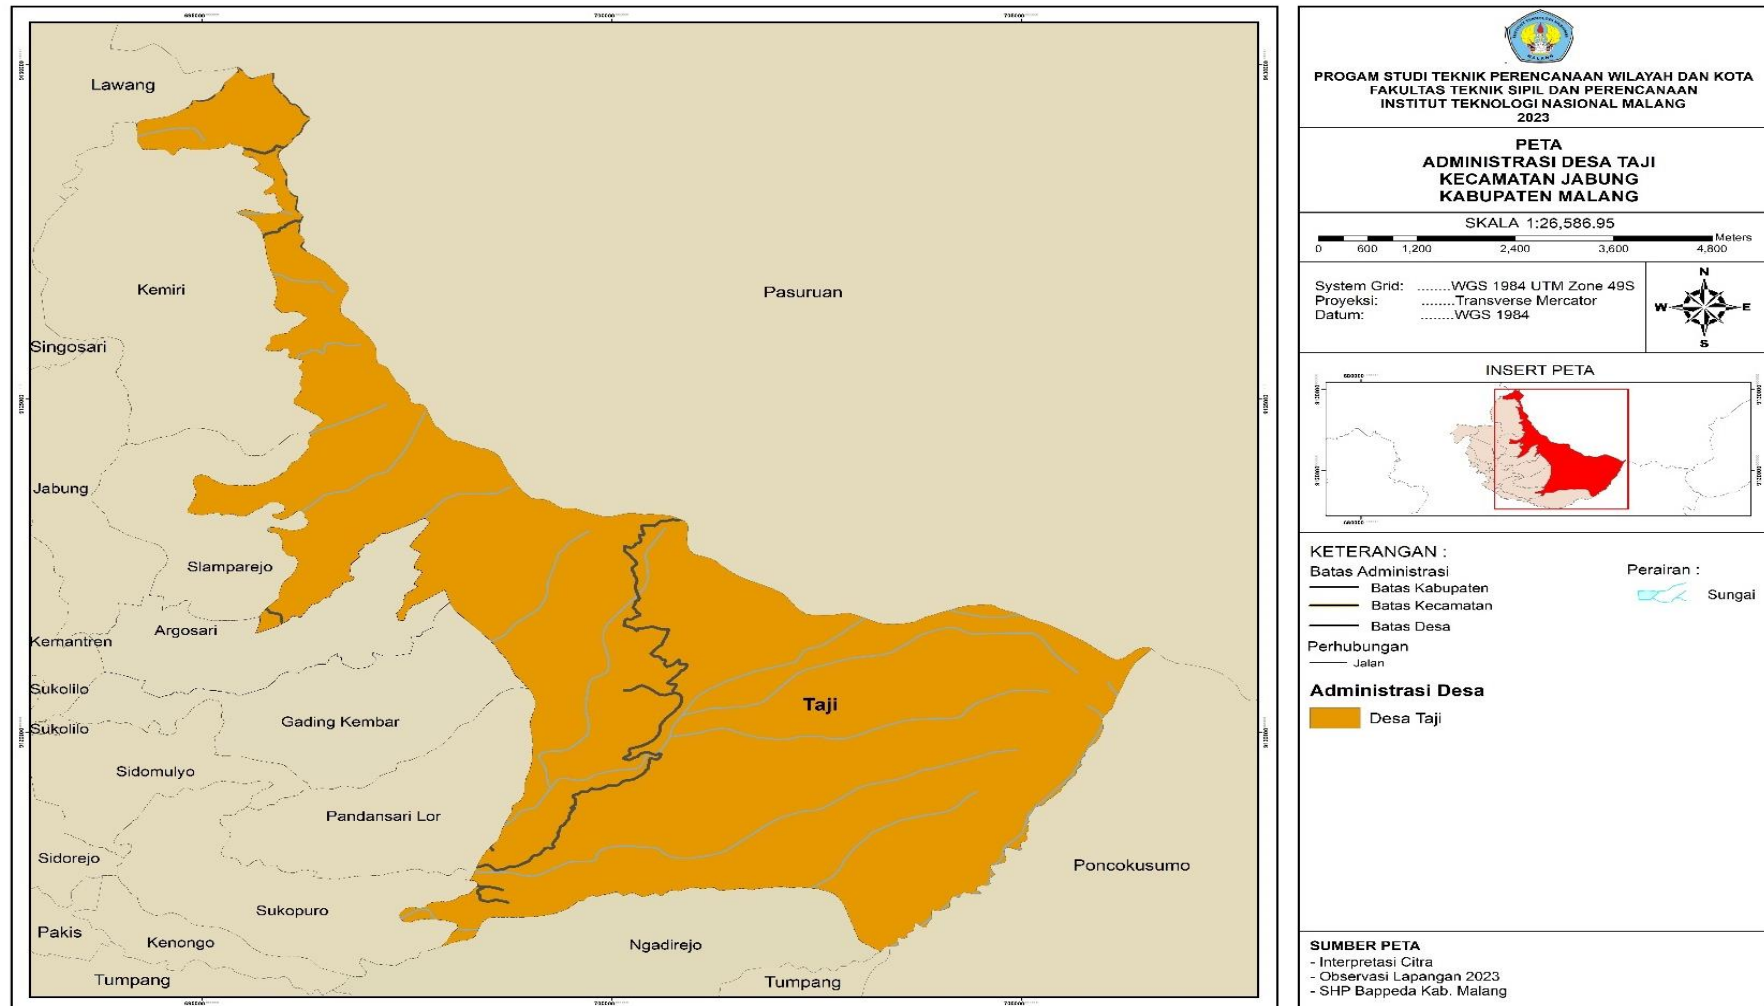 Lawang
Kemiri
Pasuruan
Singosari
Jabung
Slamparejo
Argosari
Kemantren
Sukolilo
Gading Kembar
Taji
Sukolilo
Sidomulyo
Pandansari Lor
Sidorejo
Poncokusumo
Sukopuro
Pakis
Kenongo
Ngadirejo
Tumpang
Tumpang
PROGAM STUDI TEKNIK PERENCANAAN WILAYAH DAN KOTA
FAKULTAS TEKNIK SIPIL DAN PERENCANAAN
INSTITUT TEKNOLOGI NASIONAL MALANG
2023
PETA
ADMINISTRASI DESA TAJI
KECAMATAN JABUNG
KABUPATEN MALANG
SKALA 1:26,586.95
Meters
0 600 1,200 2,400 3,600 4,800
System Grid: ........WGS 1984 UTM Zone 49S
Proyeksi: ........Transverse Mercator
Datum: ........WGS 1984
N
W E
S
INSERT PETA
KETERANGAN :
Batas Administrasi
Batas Kabupaten
Batas Kecamatan
Batas Desa
Perhubungan
Jalan
Perairan :
Sungai
Administrasi Desa
Desa Taji
SUMBER PETA
- Interpretasi Citra
- Observasi Lapangan 2023
- SHP Bappeda Kab. Malang